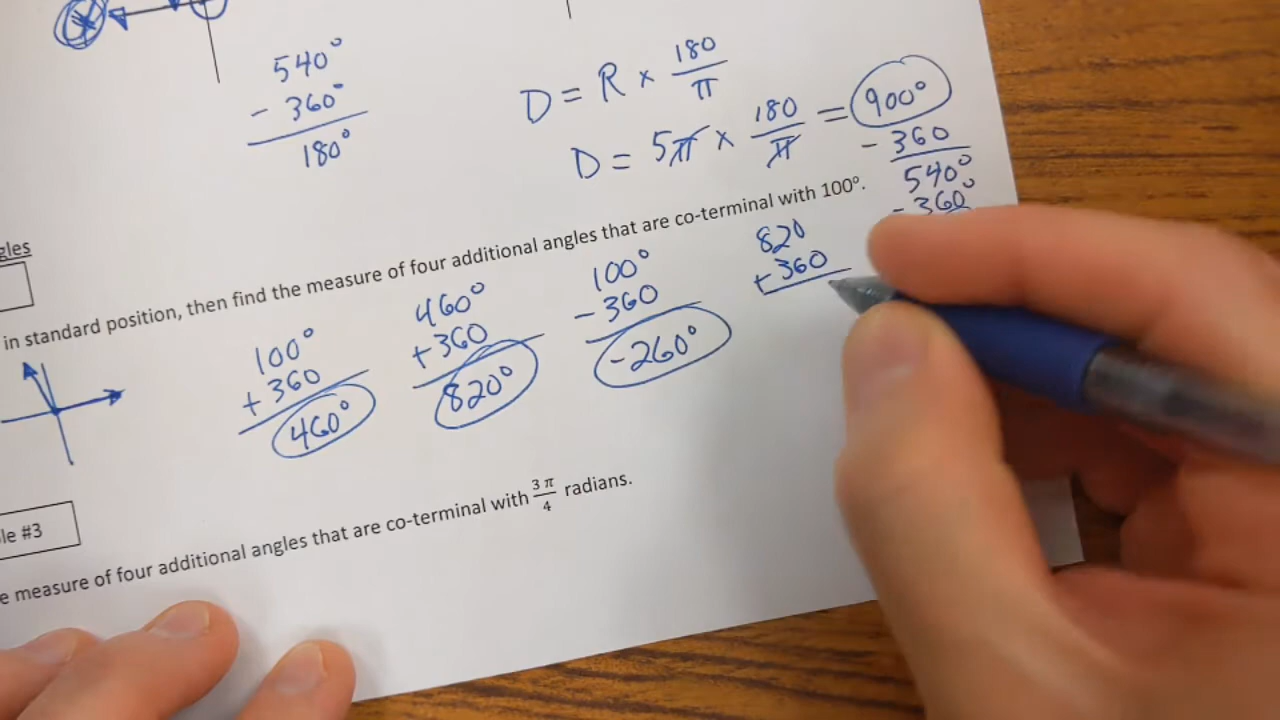 540°
- 360°
180°
D = R × 180/π
D = 5π × 180/π = 900°
- 360
540°
- 360°
gles
in standard position, then find the measure of four additional angles that are co-terminal with 100°.
100°
+ 360
460°
460°
+ 360
820°
100°
- 360
-260°
820
+ 360
le #3
e measure of four additional angles that are co-terminal with 3π/4 radians.